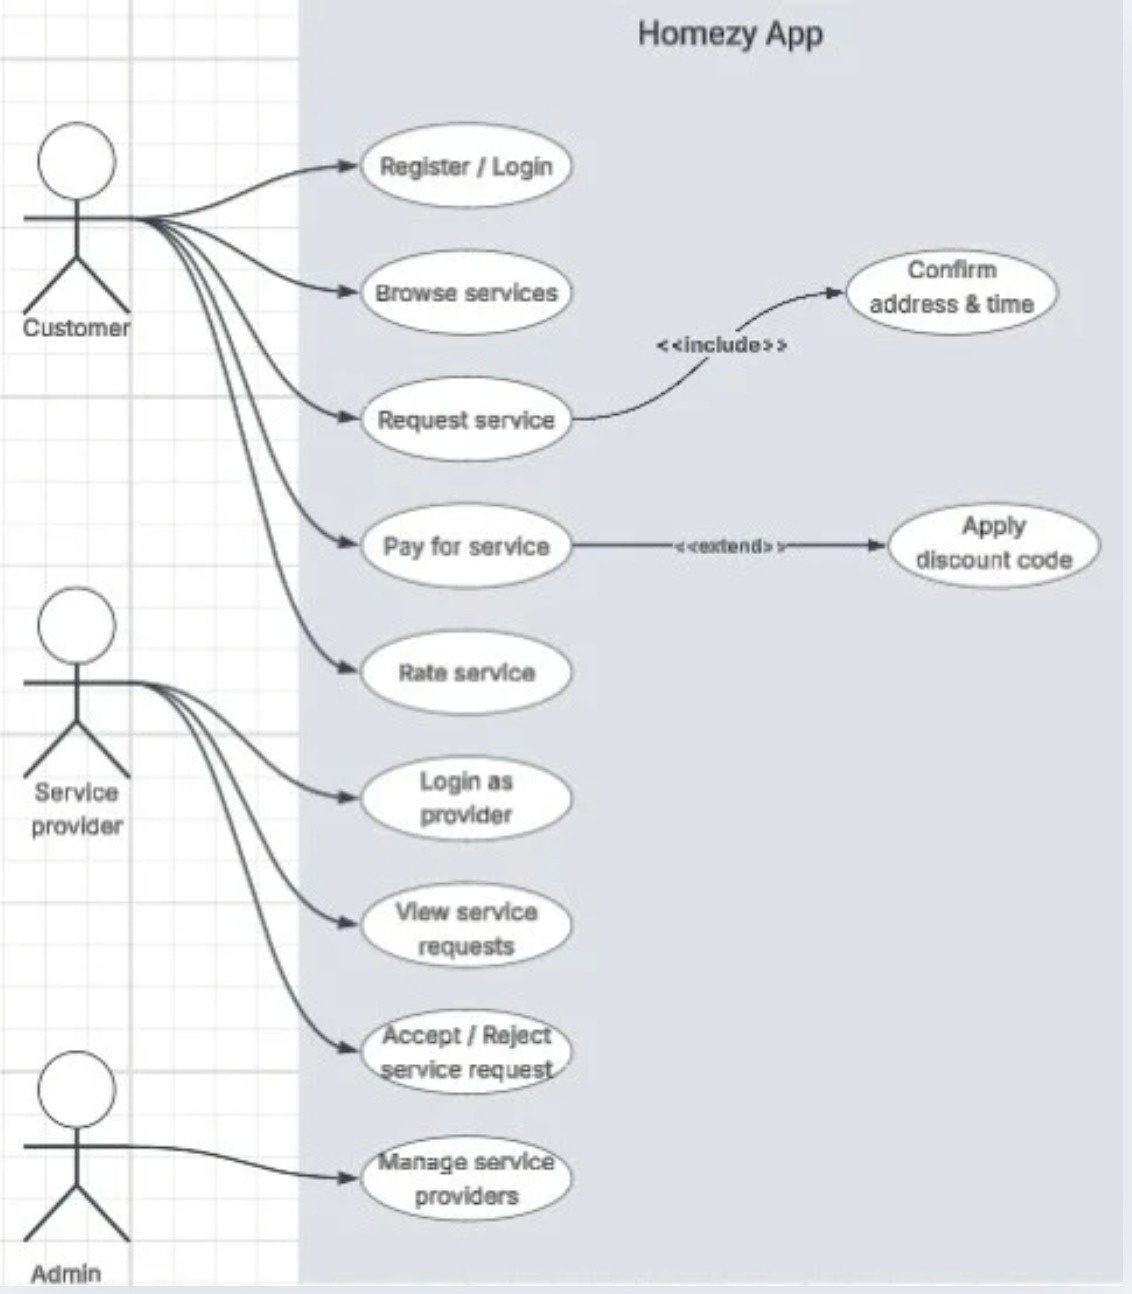 Homezy App
Register / Login
Customer
Browse services
Confirm
address & time
<<include>>
Request service
Pay for service
<<extend>>
Apply
discount code
Rate service
Service
provider
Login as
provider
View service
requests
Accept / Reject
service request
Manage service
providers
Admin